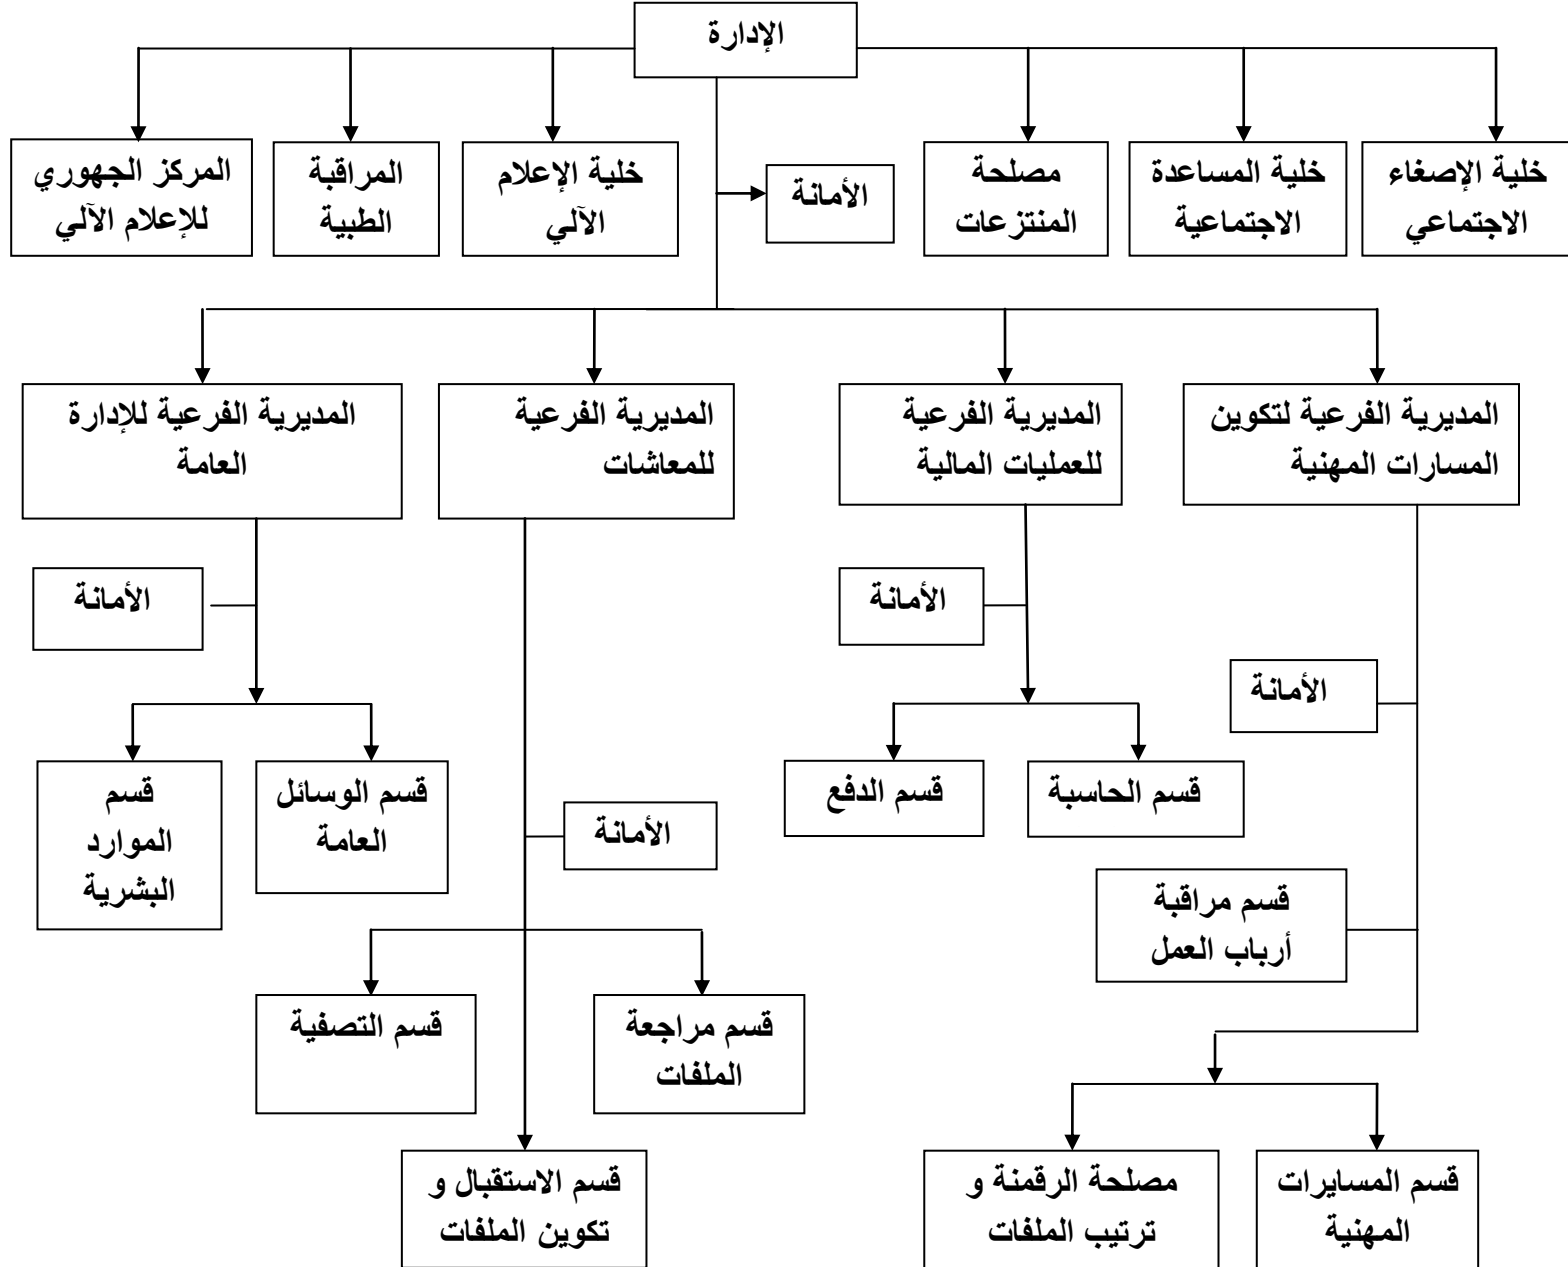 الإدارة
خلية الإصغاء
الاجتماعي
خلية المساعدة
الاجتماعية
مصلحة
المنتزعات
الأمانة
خلية الإعلام
الآلي
المراقبة
الطبية
المركز الجهوري
للإعلام الآلي
المديرية الفرعية لتكوين
المسارات المهنية
المديرية الفرعية
للعمليات المالية
المديرية الفرعية
للمعاشات
المديرية الفرعية للإدارة
العامة
الأمانة
الأمانة
الأمانة
قسم الحاسبة
قسم الدفع
الأمانة
قسم الوسائل
العامة
قسم
الموارد
البشرية
قسم مراقبة
أرباب العمل
قسم مراجعة
الملفات
قسم التصفية
قسم المسايرات
المهنية
مصلحة الرقمنة و
ترتيب الملفات
قسم الاستقبال و
تكوين الملفات